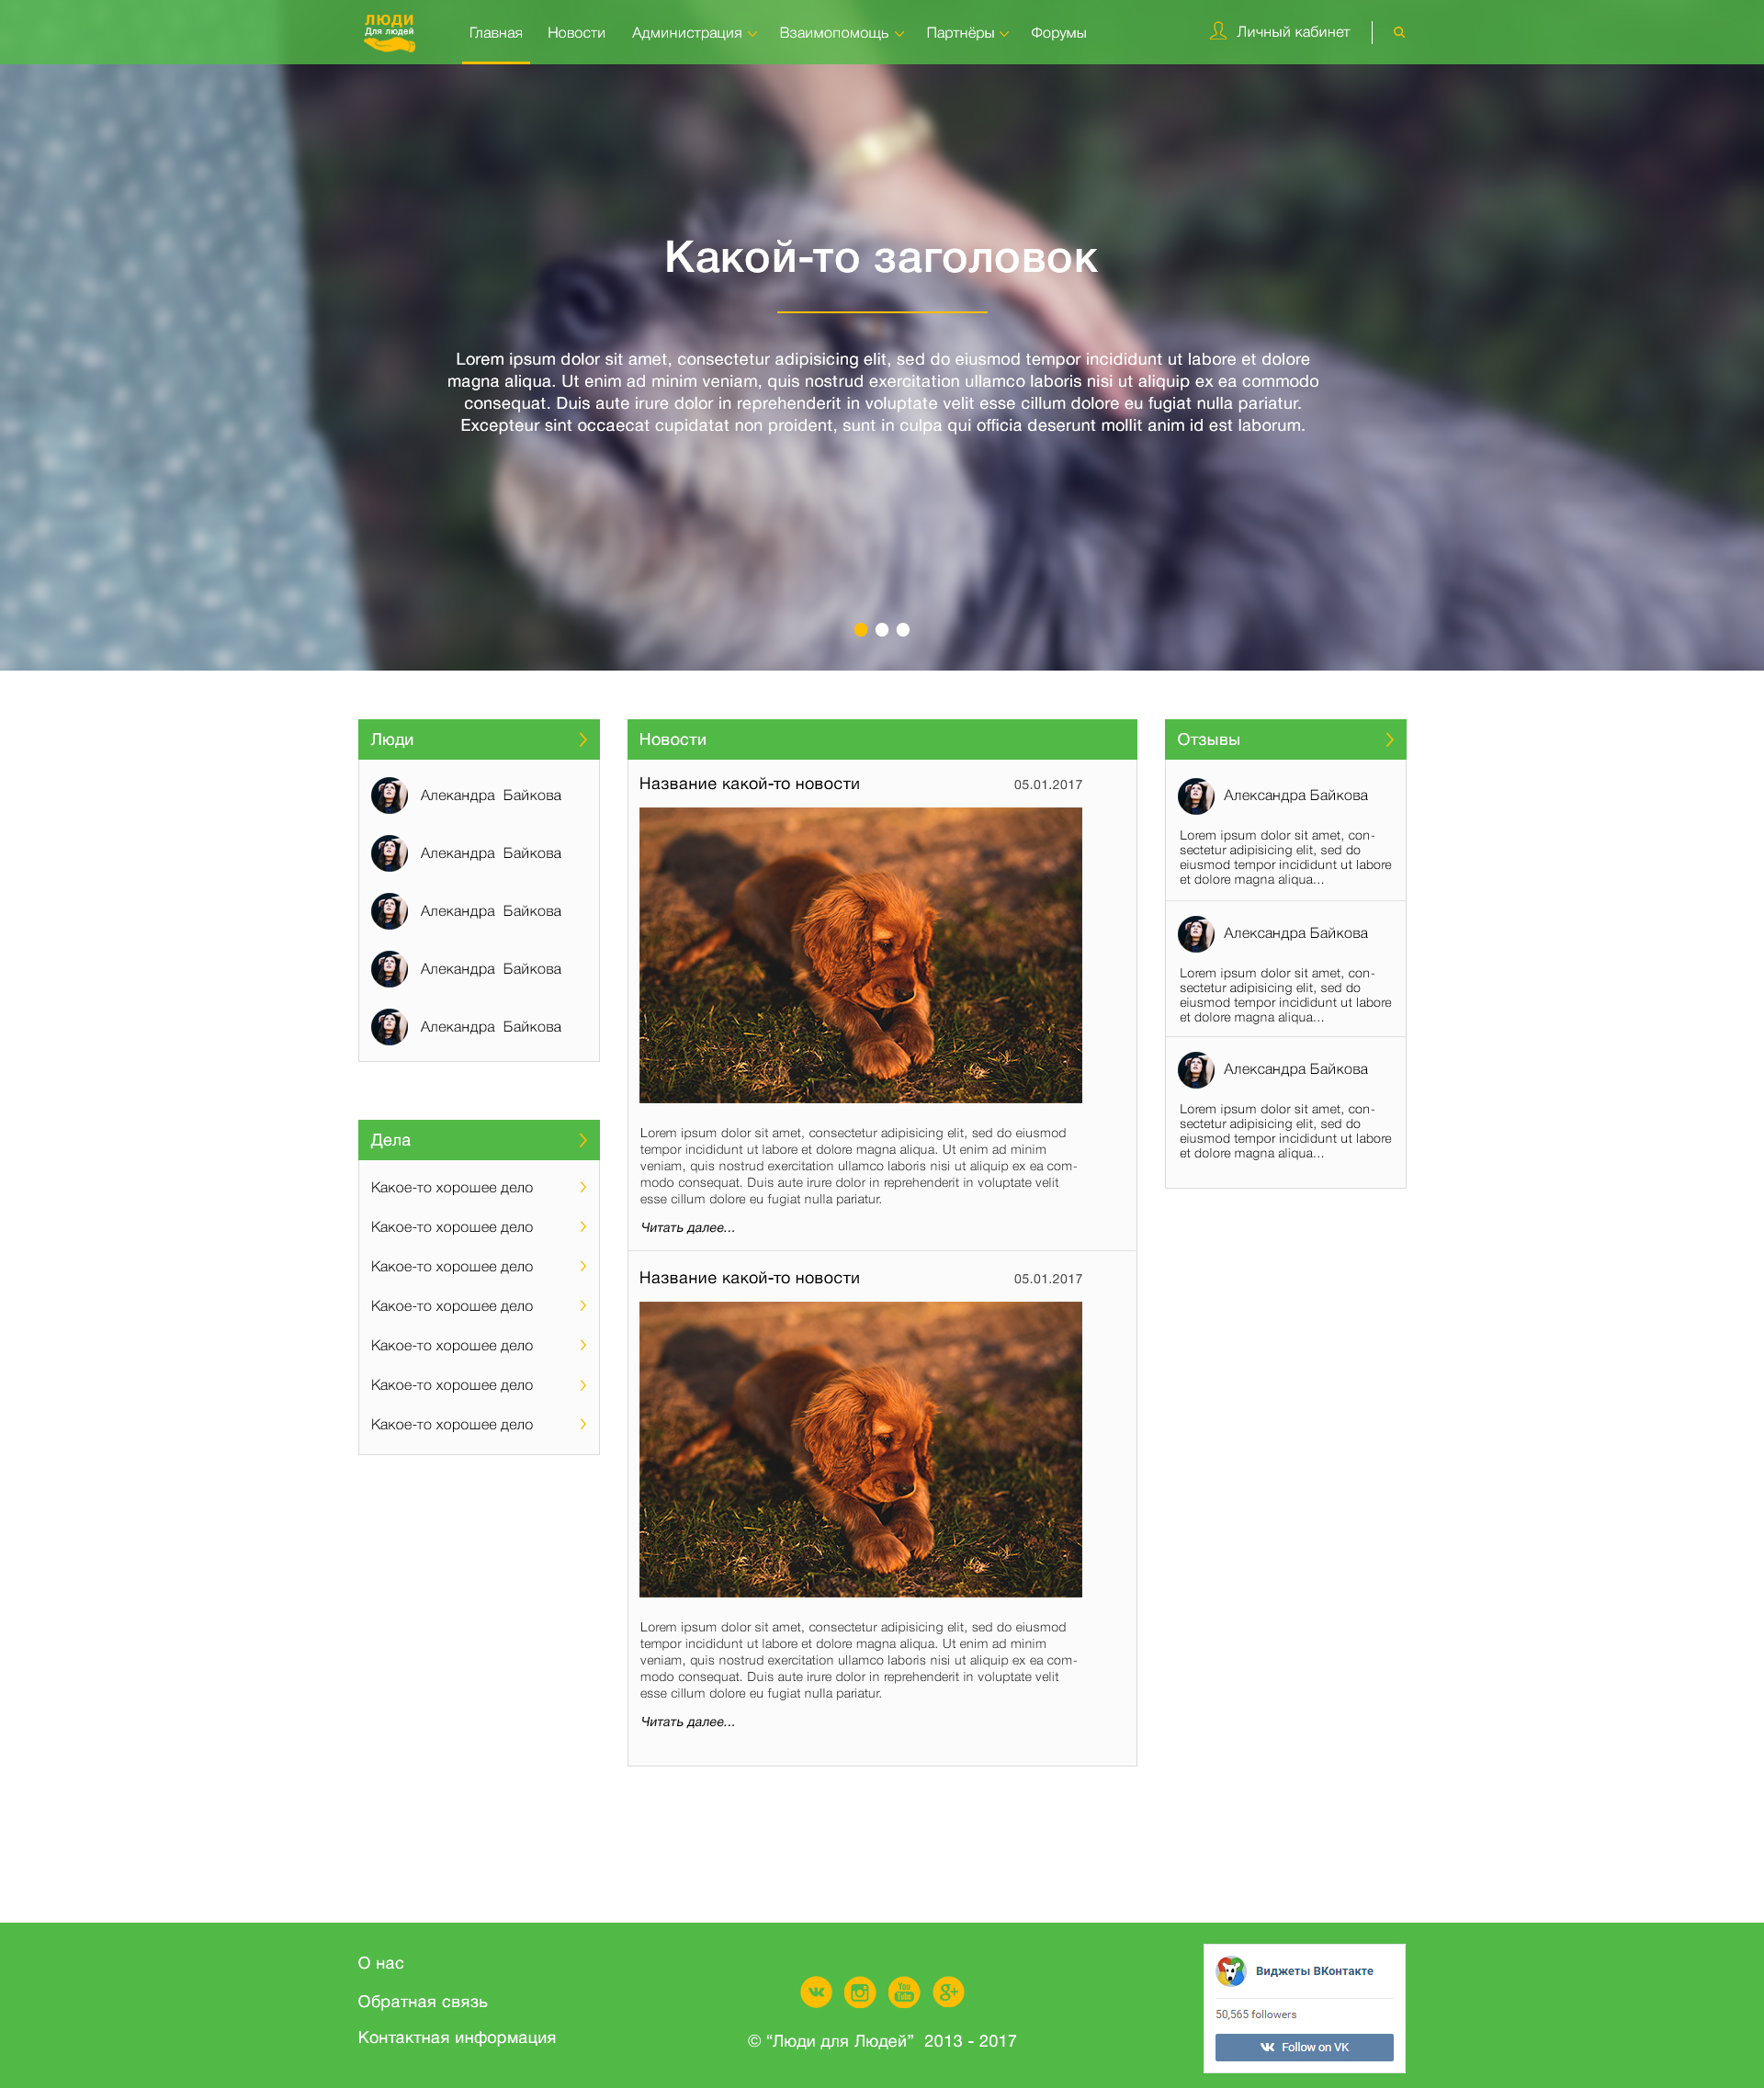 ЛЮДИ
Для людей
Главная Новости Администрация Взаимопомощь Партнёры Форумы Личный кабинет
Какой-то заголовок
Lorem ipsum dolor sit amet, consectetur adipisicing elit, sed do eiusmod tempor incididunt ut labore et dolore
magna aliqua. Ut enim ad minim veniam, quis nostrud exercitation ullamco laboris nisi ut aliquip ex ea commodo
consequat. Duis aute irure dolor in reprehenderit in voluptate velit esse cillum dolore eu fugiat nulla pariatur.
Excepteur sint occaecat cupidatat non proident, sunt in culpa qui officia deserunt mollit anim id est laborum.
Люди
Алекандра Байкова
Алекандра Байкова
Алекандра Байкова
Алекандра Байкова
Алекандра Байкова
Дела
Какое-то хорошее дело
Какое-то хорошее дело
Какое-то хорошее дело
Какое-то хорошее дело
Какое-то хорошее дело
Какое-то хорошее дело
Какое-то хорошее дело
Новости
Название какой-то новости 05.01.2017
Lorem ipsum dolor sit amet, consectetur adipisicing elit, sed do eiusmod
tempor incididunt ut labore et dolore magna aliqua. Ut enim ad minim
veniam, quis nostrud exercitation ullamco laboris nisi ut aliquip ex ea com-
modo consequat. Duis aute irure dolor in reprehenderit in voluptate velit
esse cillum dolore eu fugiat nulla pariatur.
Читать далее...
Название какой-то новости 05.01.2017
Lorem ipsum dolor sit amet, consectetur adipisicing elit, sed do eiusmod
tempor incididunt ut labore et dolore magna aliqua. Ut enim ad minim
veniam, quis nostrud exercitation ullamco laboris nisi ut aliquip ex ea com-
modo consequat. Duis aute irure dolor in reprehenderit in voluptate velit
esse cillum dolore eu fugiat nulla pariatur.
Читать далее...
Отзывы
Александра Байкова
Lorem ipsum dolor sit amet, con-
sectetur adipisicing elit, sed do
eiusmod tempor incididunt ut labore
et dolore magna aliqua...
Александра Байкова
Lorem ipsum dolor sit amet, con-
sectetur adipisicing elit, sed do
eiusmod tempor incididunt ut labore
et dolore magna aliqua...
Александра Байкова
Lorem ipsum dolor sit amet, con-
sectetur adipisicing elit, sed do
eiusmod tempor incididunt ut labore
et dolore magna aliqua...
О нас
Обратная связь
Контактная информация
You
Tube
g+
© “Люди для Людей” 2013 - 2017
Виджеты ВКонтакте
50,565 followers
Follow on VK